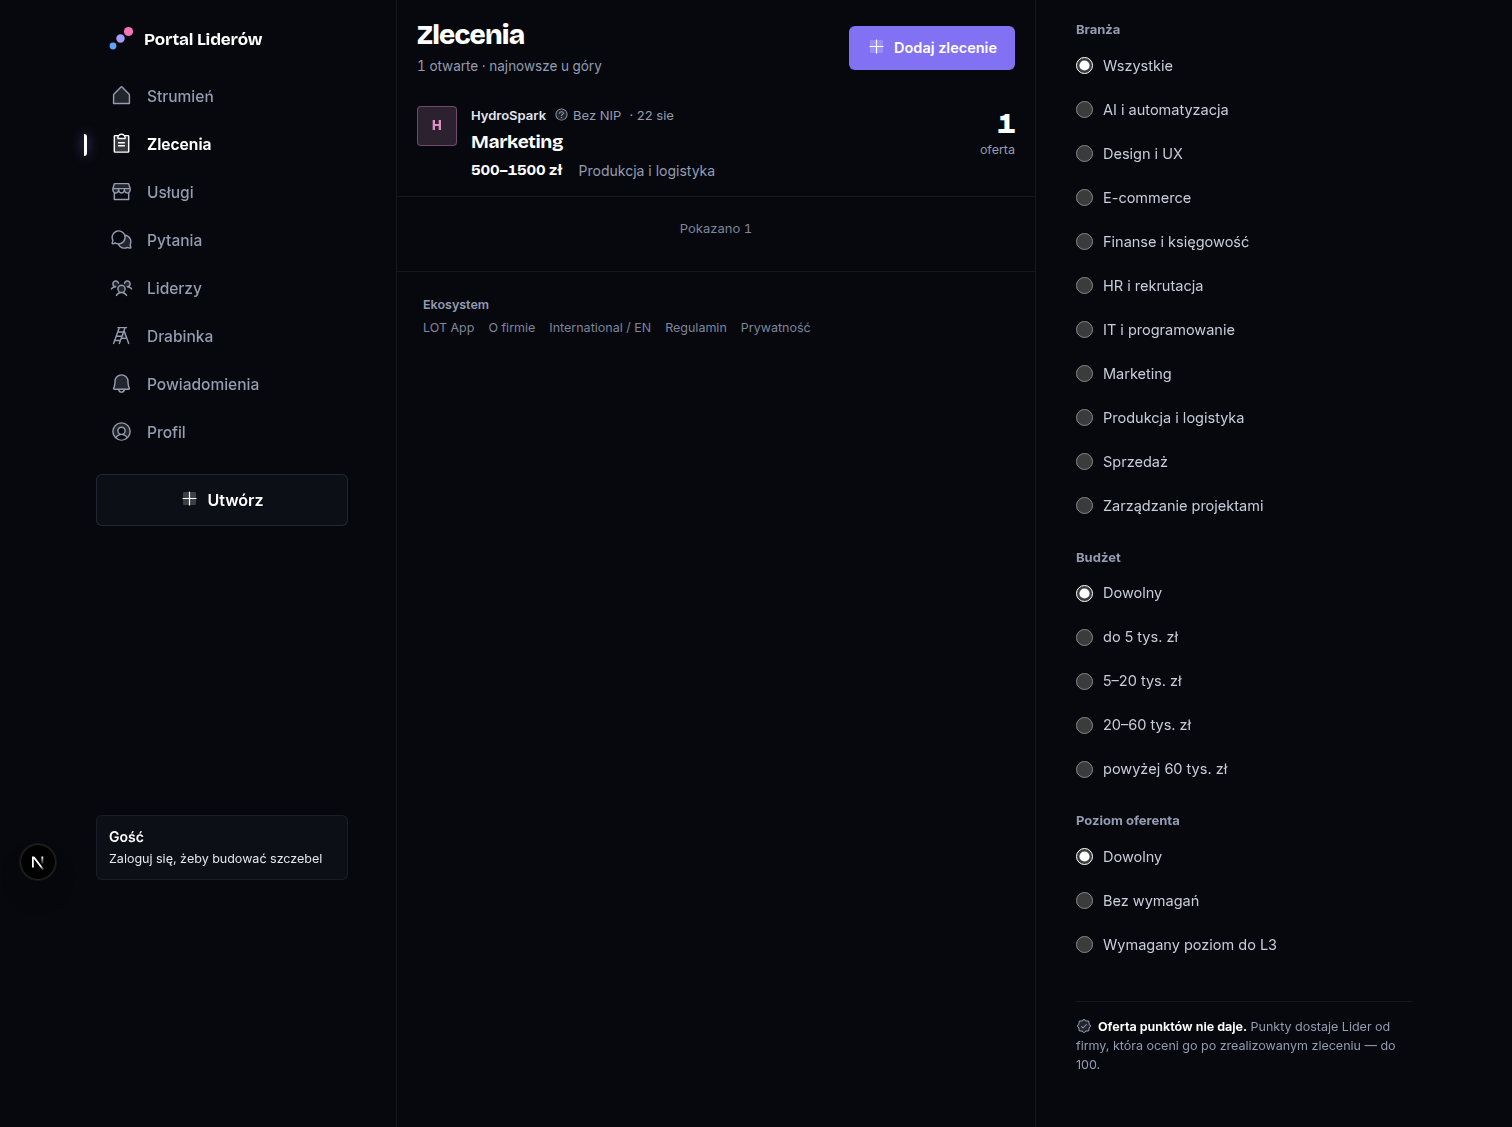 Portal Liderów
Strumień
Zlecenia
Usługi
Pytania
Liderzy
Drabinka
Powiadomienia
Profil
Utwórz
Gość
Zaloguj się, żeby budować szczebel
N
Zlecenia
1 otwarte · najnowsze u góry
Dodaj zlecenie
H
HydroSpark Bez NIP · 22 sie
Marketing
500–1500 zł Produkcja i logistyka
1
oferta
Pokazano 1
Ekosystem
LOT App O firmie International / EN Regulamin Prywatność
Branża
Wszystkie
AI i automatyzacja
Design i UX
E-commerce
Finanse i księgowość
HR i rekrutacja
IT i programowanie
Marketing
Produkcja i logistyka
Sprzedaż
Zarządzanie projektami
Budżet
Dowolny
do 5 tys. zł
5–20 tys. zł
20–60 tys. zł
powyżej 60 tys. zł
Poziom oferenta
Dowolny
Bez wymagań
Wymagany poziom do L3
Oferta punktów nie daje. Punkty dostaje Lider od
firmy, która oceni go po zrealizowanym zleceniu — do
100.